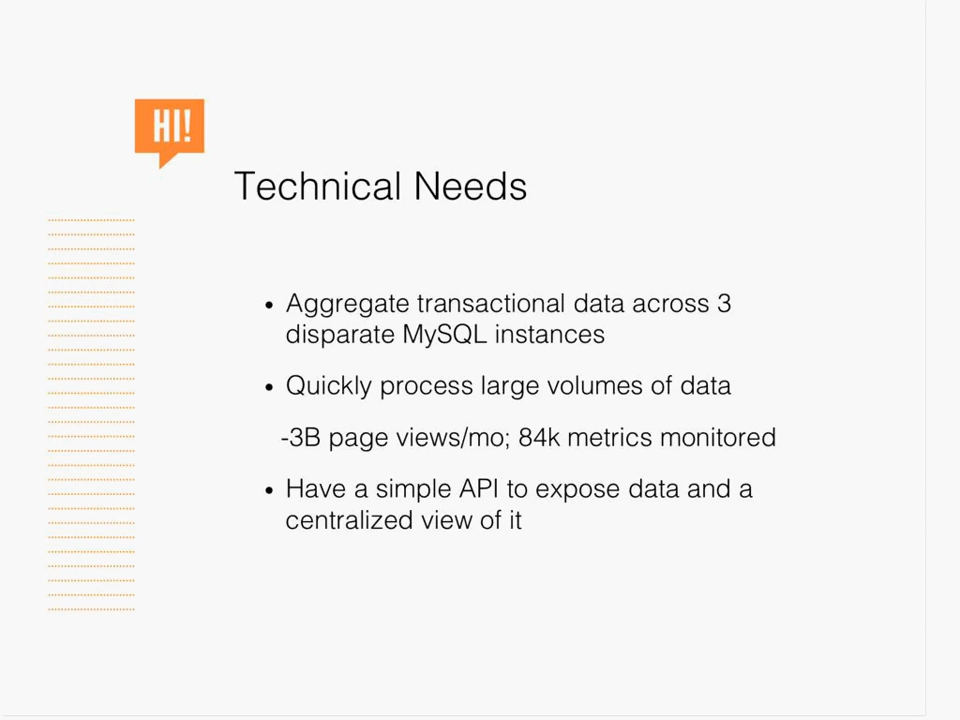 HI!
Technical Needs
• Aggregate transactional data across 3
disparate MySQL instances
• Quickly process large volumes of data
-3B page views/mo; 84k metrics monitored
• Have a simple API to expose data and a
centralized view of it